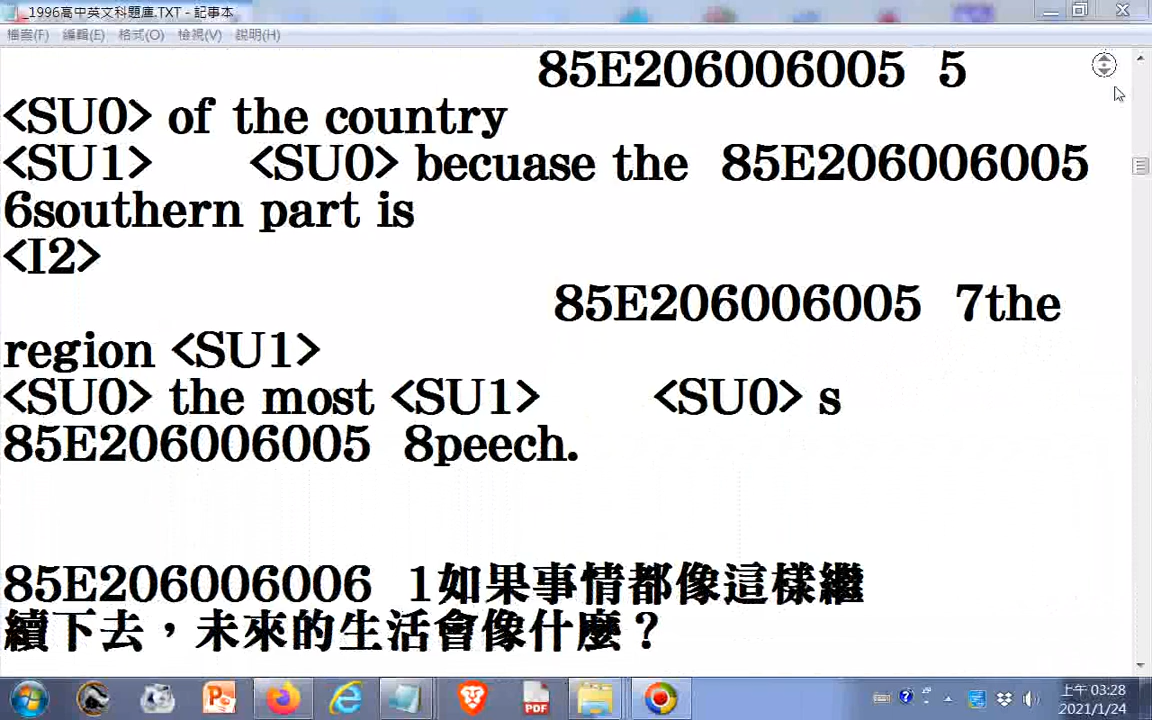 _1996高中英文科題庫.TXT - 記事本
檔案(F) 編輯(E) 格式(O) 檢視(V) 說明(H)
85E206006005 5
<SU0> of the country
<SU1> <SU0> becuase the 85E206006005
6southern part is
<I2>
85E206006005 7the
region <SU1>
<SU0> the most <SU1> <SU0> s
85E206006005 8peech.
85E206006006 1如果事情都像這樣繼
續下去，未來的生活會像什麼？
PDF
上午 03:28
2021/1/24